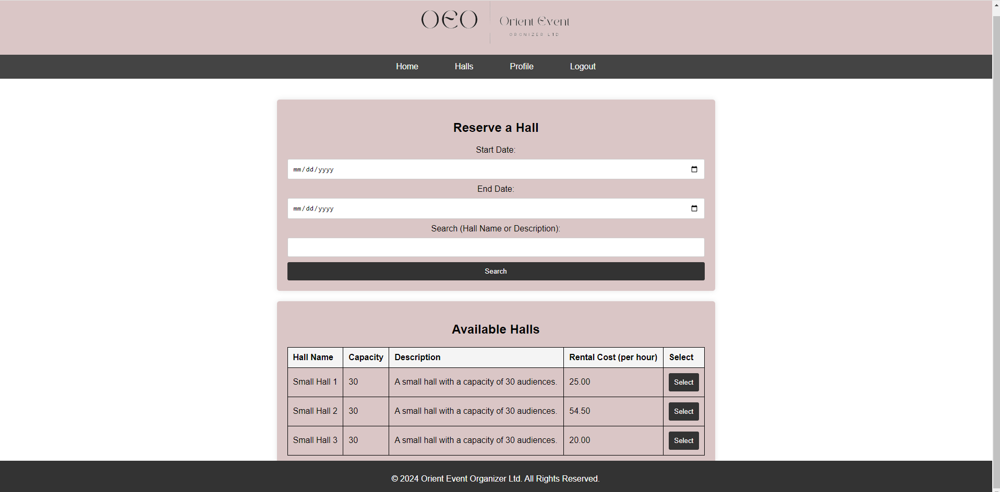 OEO
Orient Event
ORGNIZER LTD
Home Halls Profile Logout
Reserve a Hall
Start Date:
mm/dd/yyyy
End Date:
mm/dd/yyyy
Search (Hall Name or Description):
Search
Available Halls
Hall Name Capacity Description Rental Cost (per hour) Select
Small Hall 1 30 A small hall with a capacity of 30 audiences. 25.00 Select
Small Hall 2 30 A small hall with a capacity of 30 audiences. 54.50 Select
Small Hall 3 30 A small hall with a capacity of 30 audiences. 20.00 Select
© 2024 Orient Event Organizer Ltd. All Rights Reserved.